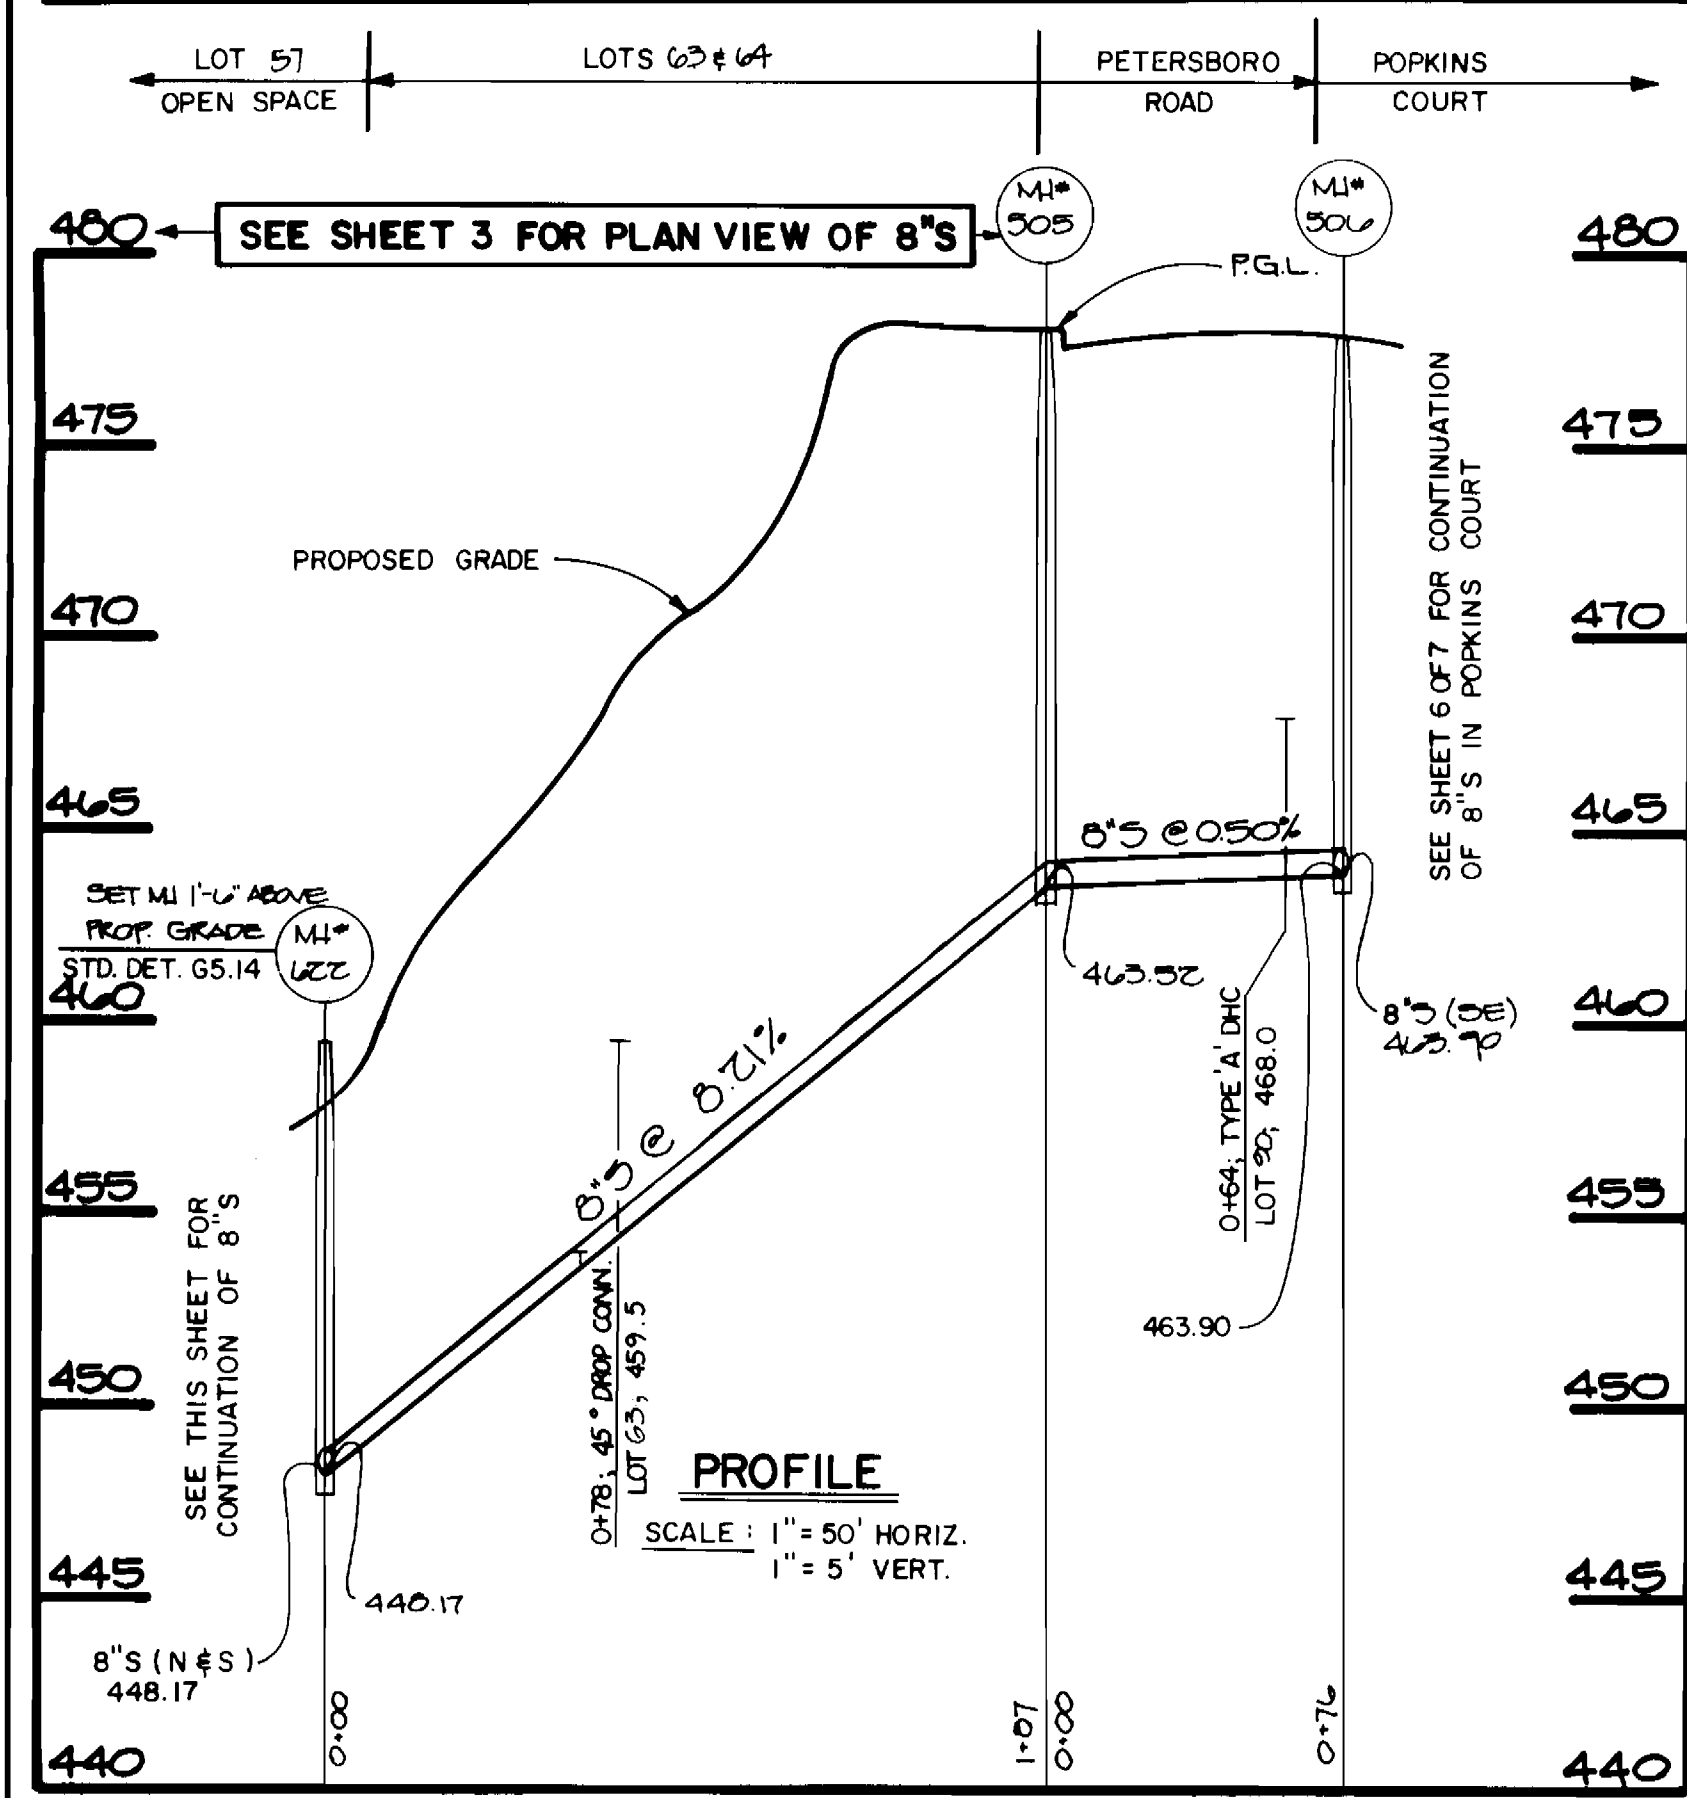 LOT 57
OPEN SPACE
LOTS 63 & 64
PETERSBORO
ROAD
POPKINS
COURT
MH#
505
MH#
506
480
SEE SHEET 3 FOR PLAN VIEW OF 8"S
480
P.G.L.
475
475
PROPOSED GRADE
470
470
SEE SHEET 6 OF 7 FOR CONTINUATION
OF 8"S IN POPKINS COURT
465
465
8"S @ 0.50%
SET MH 1'-6" ABOVE
PROP. GRADE
STD. DET. G5.14
MH#
622
460
460
463.52
8"S (SE)
463.90
8"S @ 8.21%
0+64; TYPE 'A' DHC
LOT 90; 468.0
455
455
SEE THIS SHEET FOR
CONTINUATION OF 8"S
0+78; 45° DROP CONN.
LOT 63; 459.5
463.90
450
450
PROFILE
SCALE : 1" = 50' HORIZ.
1" = 5' VERT.
445
445
448.17
8"S (N & S)
448.17
0+00
1+87
0+00
0+76
440
440